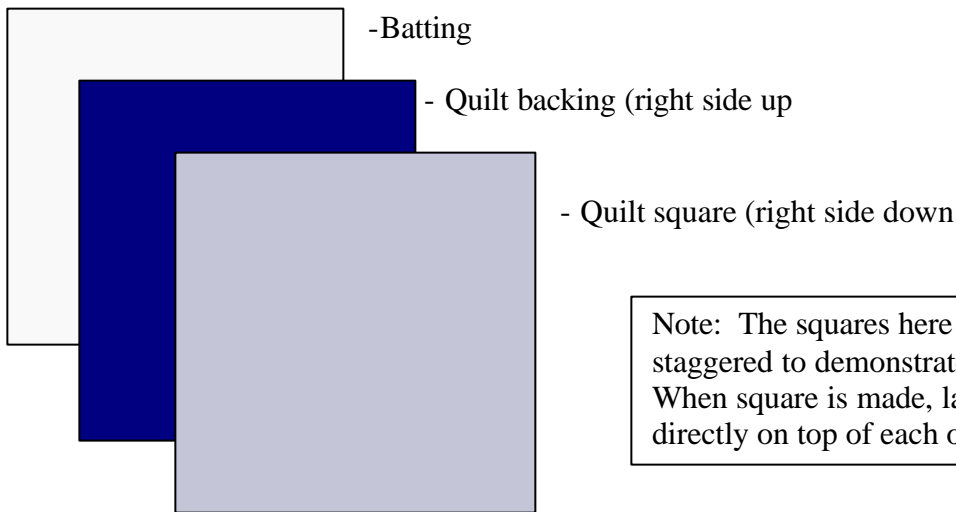 -Batting
- Quilt backing (right side up
- Quilt square (right side down
Note: The squares here
staggered to demonstrat
When square is made, la
directly on top of each o